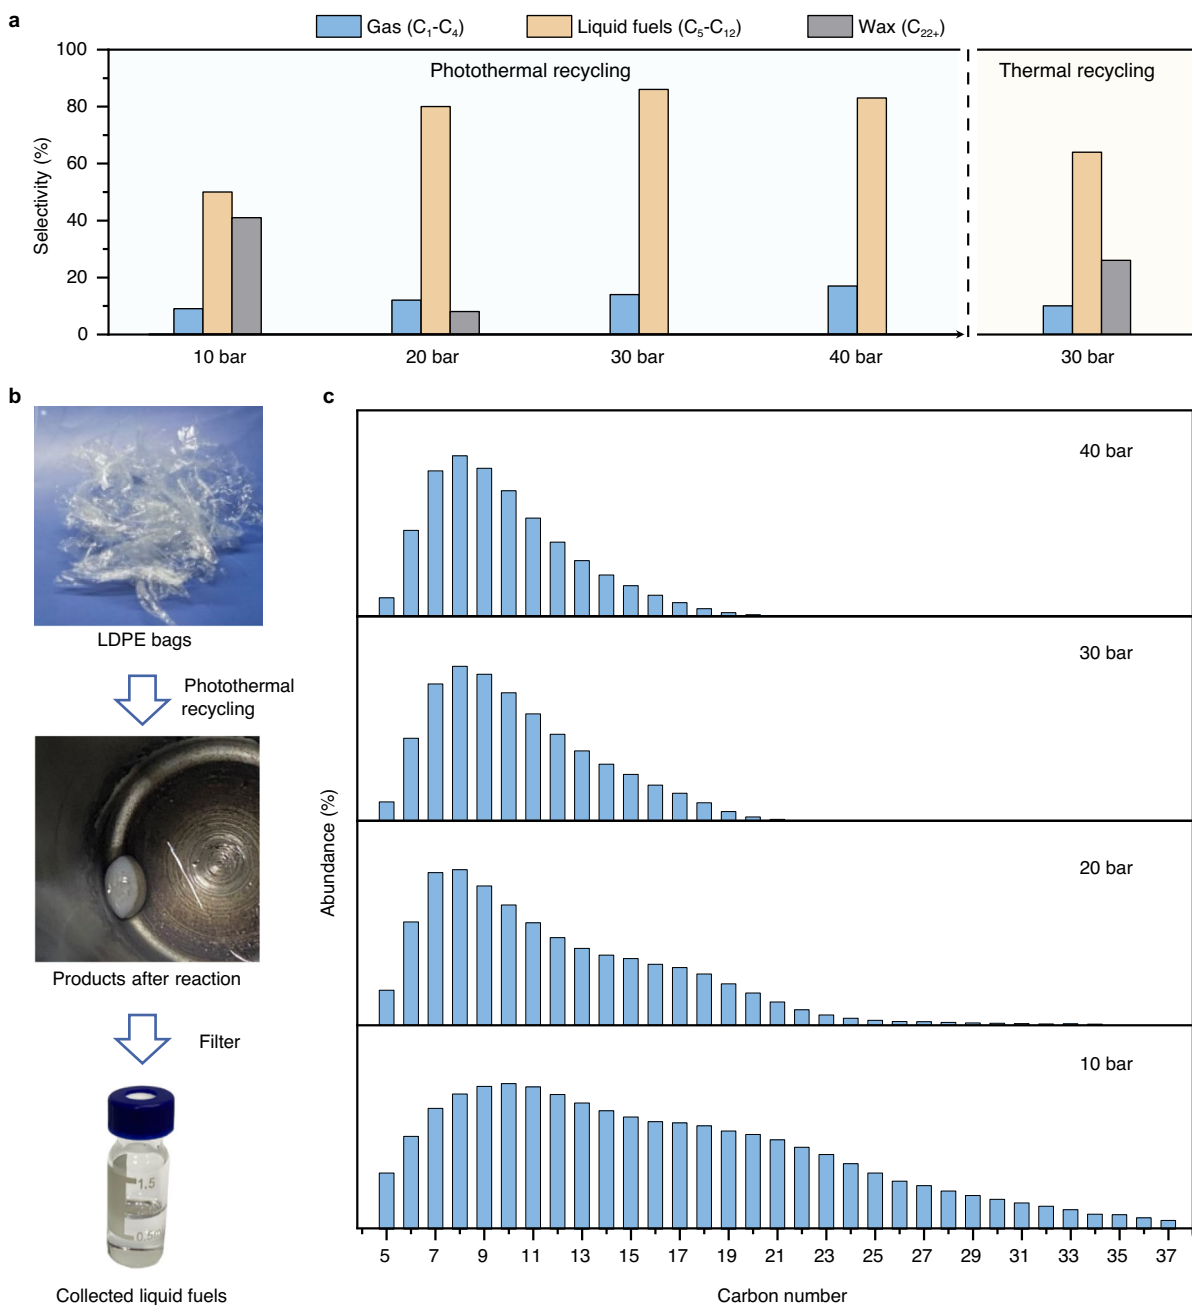 a
Gas (C₁-C₄)
Liquid fuels (C₅-C₁₂)
Wax (C₂₂₊)
Photothermal recycling
Thermal recycling
Selectivity (%)
100
80
60
40
20
0
10 bar
20 bar
30 bar
40 bar
30 bar
b
LDPE bags
Photothermal
recycling
Products after reaction
Filter
1.5
Collected liquid fuels
c
40 bar
30 bar
20 bar
10 bar
Abundance (%)
5 7 9 11 13 15 17 19 21 23 25 27 29 31 33 35 37
Carbon number